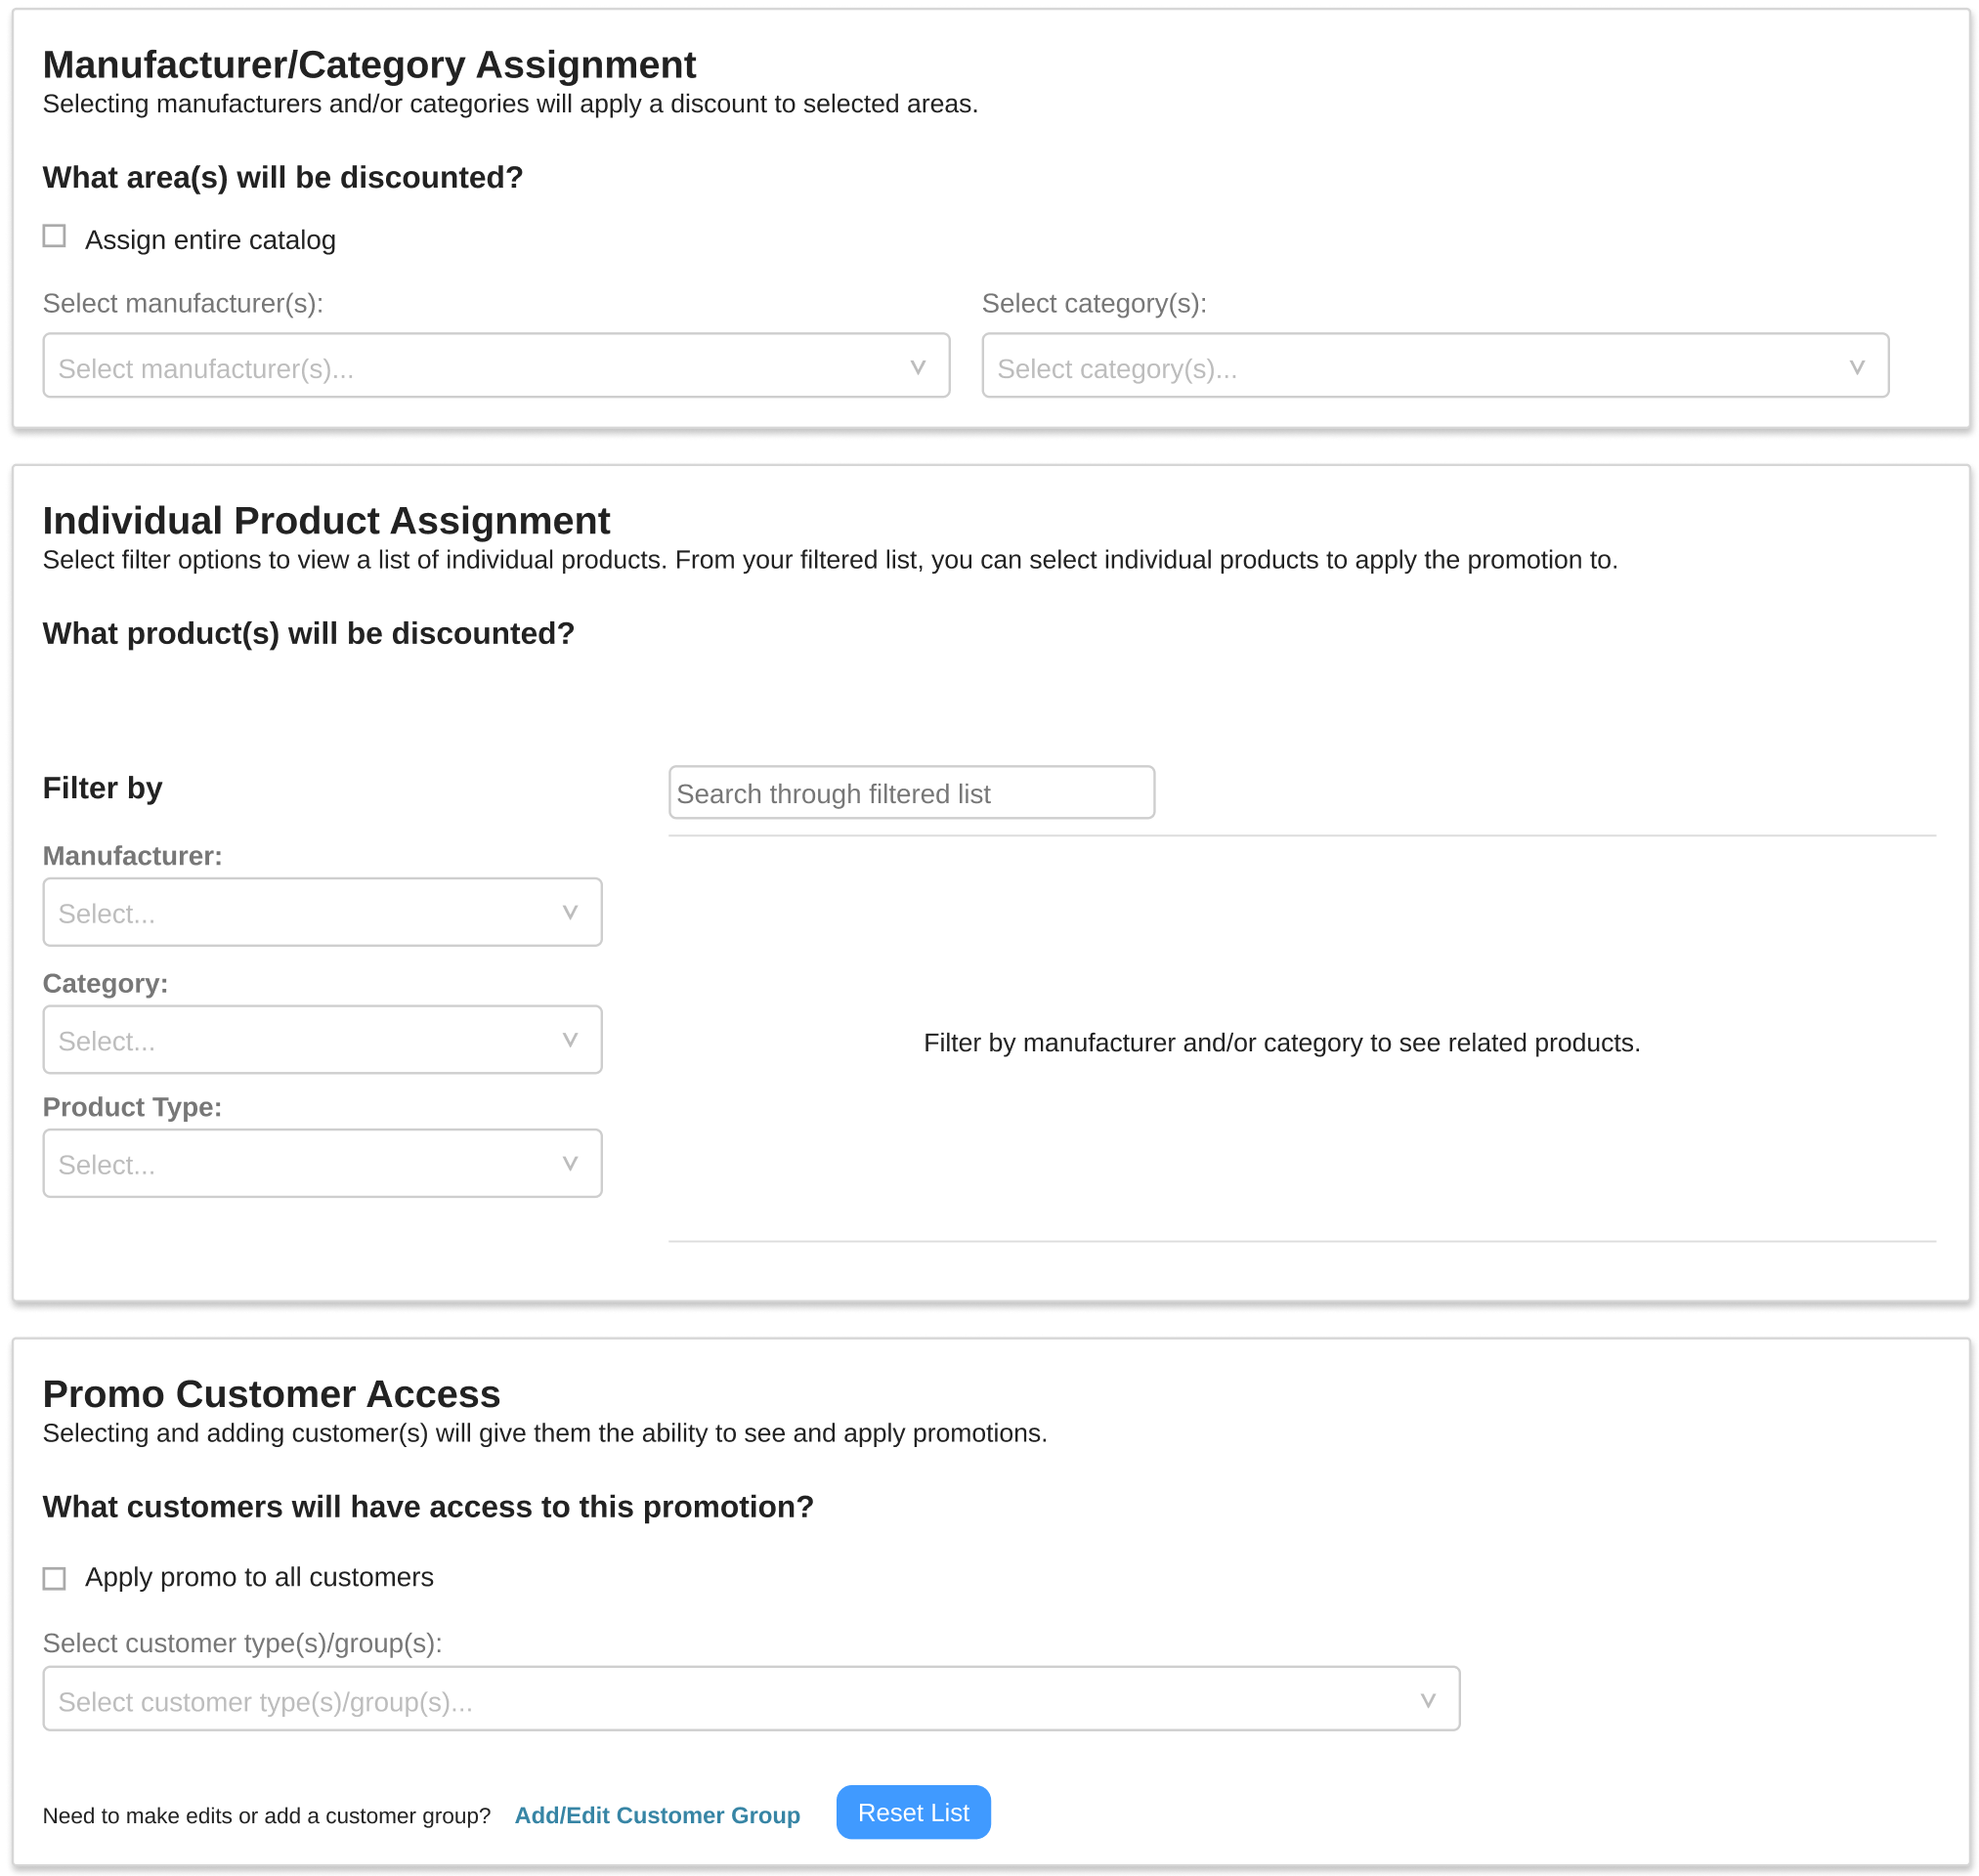 Manufacturer/Category Assignment
Selecting manufacturers and/or categories will apply a discount to selected areas.
What area(s) will be discounted?
Assign entire catalog
Select manufacturer(s):
Select category(s):
Select manufacturer(s)...
Select category(s)...
Individual Product Assignment
Select filter options to view a list of individual products. From your filtered list, you can select individual products to apply the promotion to.
What product(s) will be discounted?
Filter by
Search through filtered list
Manufacturer:
Select...
Category:
Select...
Filter by manufacturer and/or category to see related products.
Product Type:
Select...
Promo Customer Access
Selecting and adding customer(s) will give them the ability to see and apply promotions.
What customers will have access to this promotion?
Apply promo to all customers
Select customer type(s)/group(s):
Select customer type(s)/group(s)...
Need to make edits or add a customer group? Add/Edit Customer Group Reset List